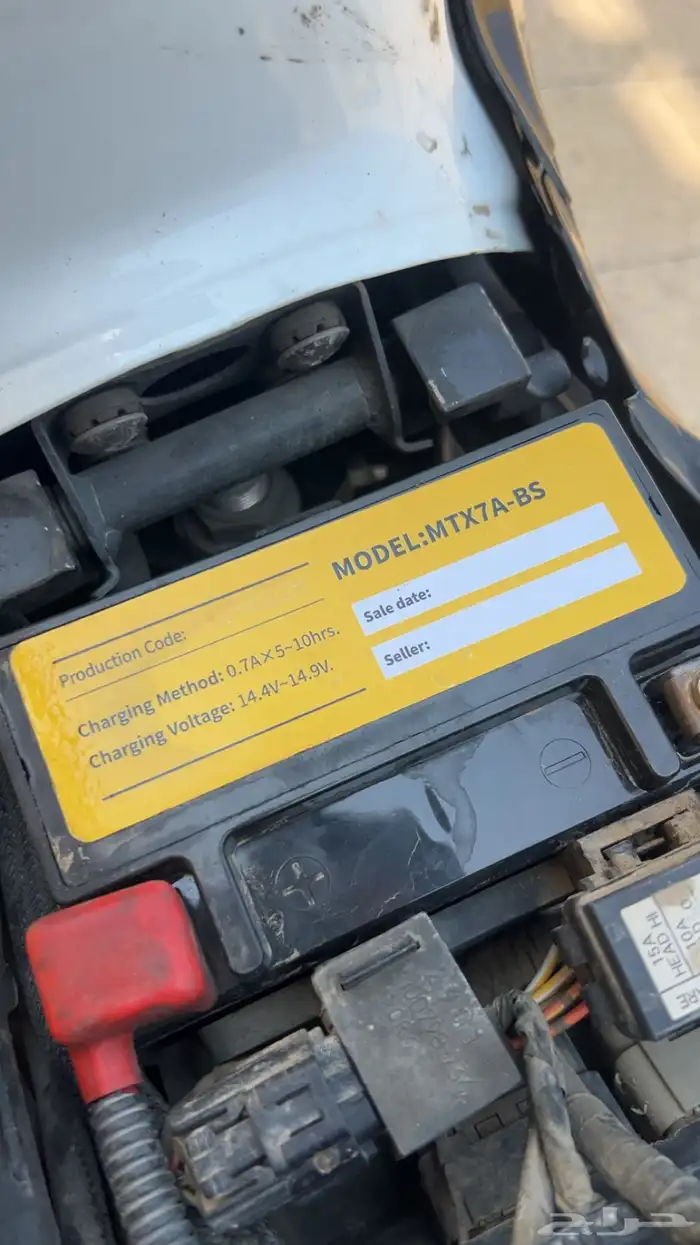 MODEL:MTX7A-BS
Sale date:
Seller:
Production Code:
Charging Method: 0.7A×5~10hrs.
Charging Voltage: 14.4V~14.9V.
15A
HEAD HI
10A
حراج